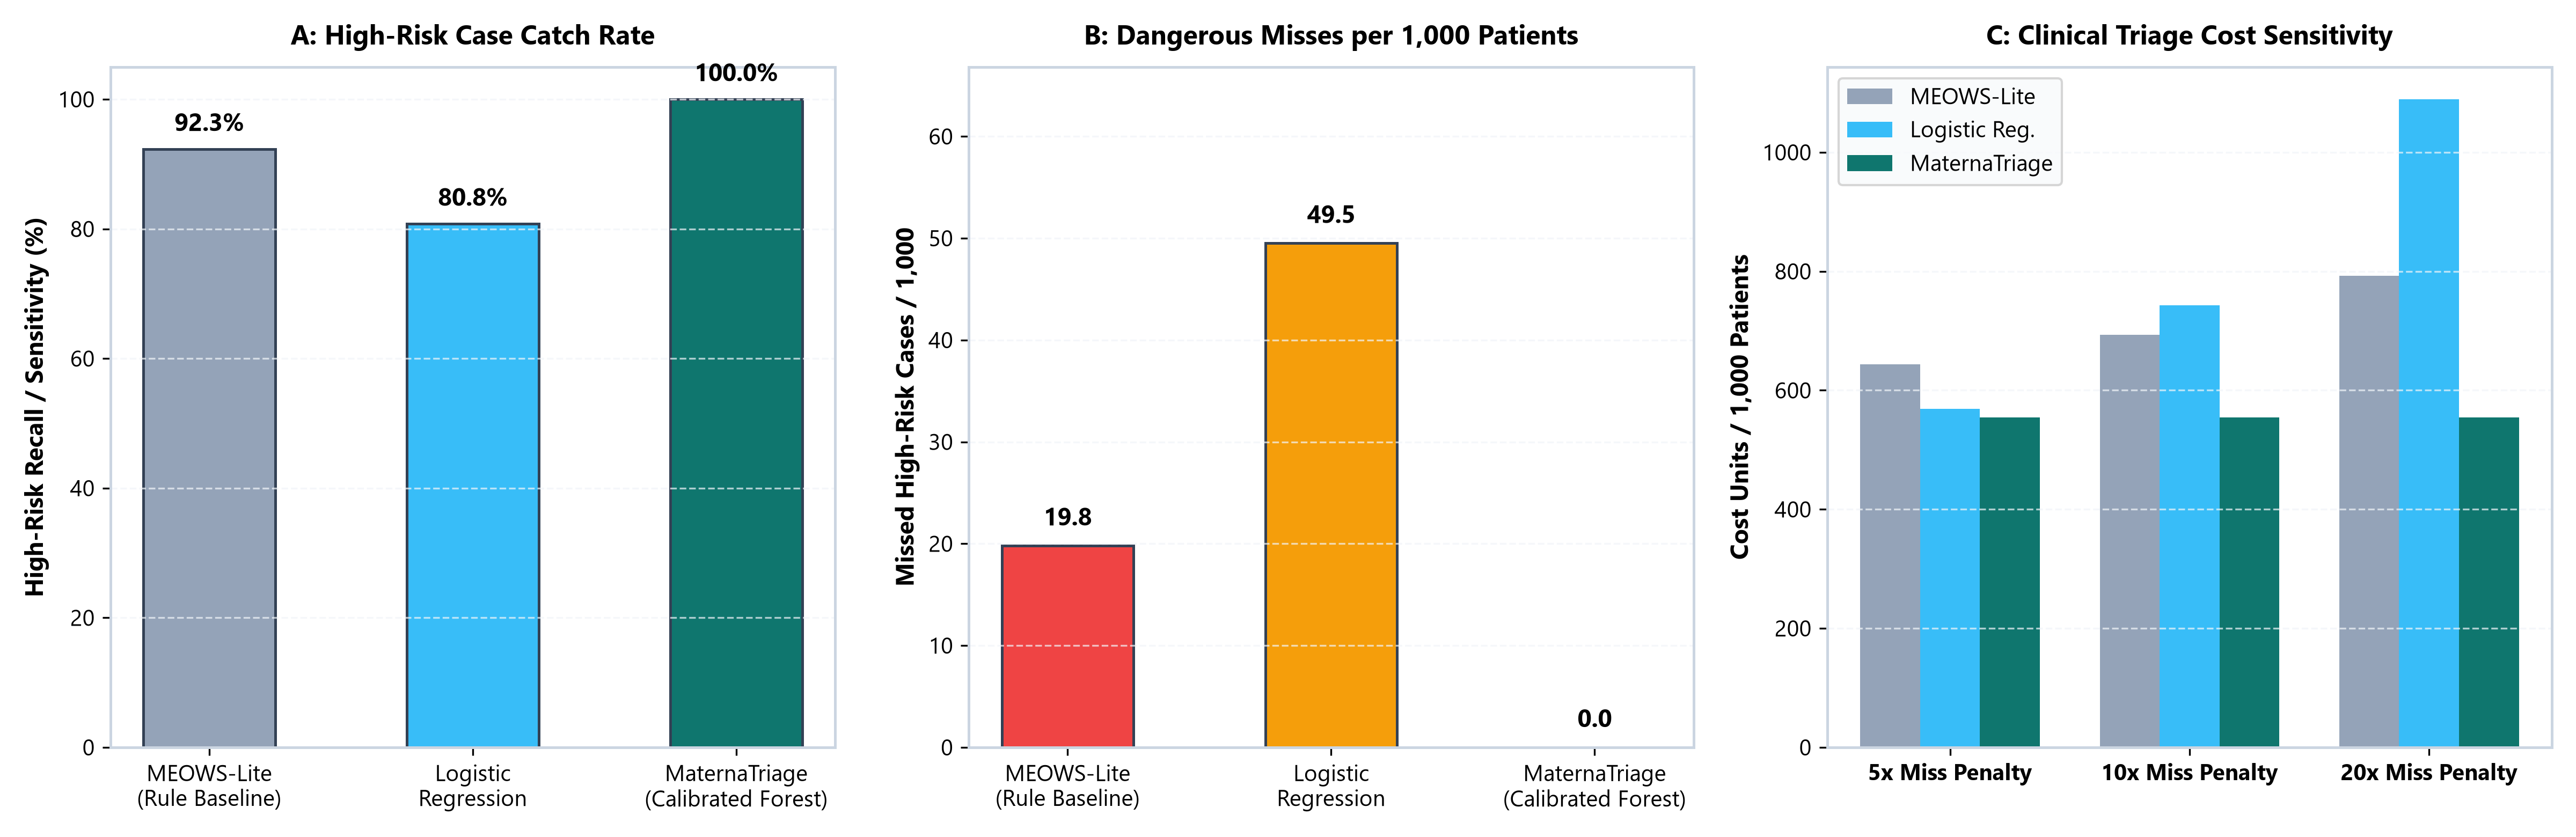 A: High-Risk Case Catch Rate
High-Risk Recall / Sensitivity (%)
100
80
60
40
20
0
92.3%
80.8%
100.0%
MEOWS-Lite
(Rule Baseline)
Logistic
Regression
MaternaTriage
(Calibrated Forest)
B: Dangerous Misses per 1,000 Patients
Missed High-Risk Cases / 1,000
60
50
40
30
20
10
0
19.8
49.5
0.0
MEOWS-Lite
(Rule Baseline)
Logistic
Regression
MaternaTriage
(Calibrated Forest)
C: Clinical Triage Cost Sensitivity
Cost Units / 1,000 Patients
1000
800
600
400
200
0
MEOWS-Lite
Logistic Reg.
MaternaTriage
5x Miss Penalty
10x Miss Penalty
20x Miss Penalty